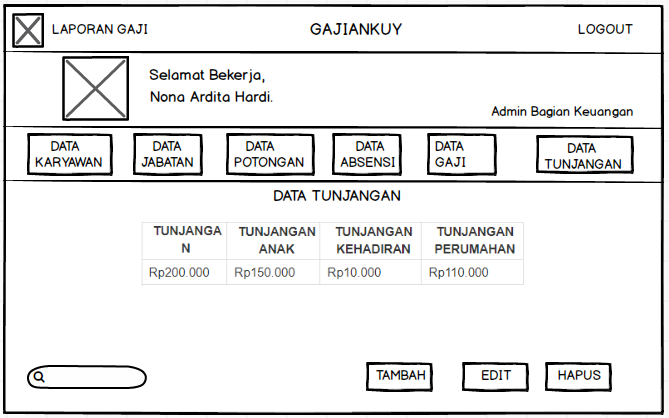 LAPORAN GAJI GAJIANKUY LOGOUT
Selamat Bekerja,
Nona Ardita Hardi.
Admin Bagian Keuangan
DATA KARYAWAN
DATA JABATAN
DATA POTONGAN
DATA ABSENSI
DATA GAJI
DATA TUNJANGAN
DATA TUNJANGAN
TUNJANGA N TUNJANGAN ANAK TUNJANGAN KEHADIRAN TUNJANGAN PERUMAHAN
Rp200.000 Rp150.000 Rp10.000 Rp110.000
TAMBAH EDIT HAPUS